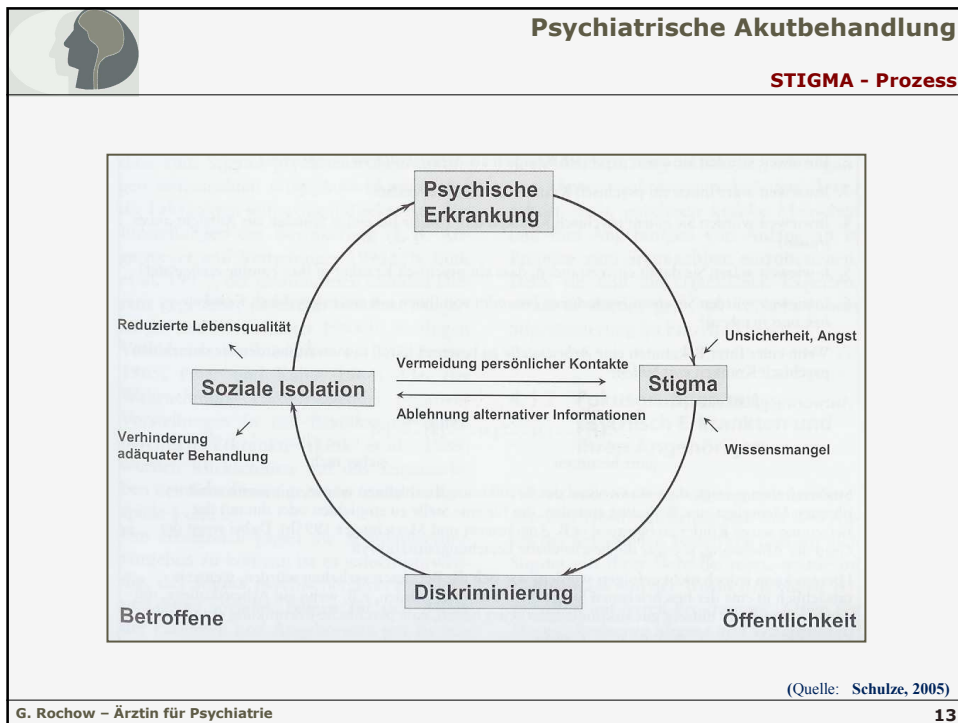 Psychiatrische Akutbehandlung
STIGMA - Prozess
Psychische
Erkrankung
Reduzierte Lebensqualität
Unsicherheit, Angst
Vermeidung persönlicher Kontakte
Soziale Isolation
Stigma
Ablehnung alternativer Informationen
Verhinderung
adäquater Behandlung
Wissensmangel
Diskriminierung
Betroffene
Öffentlichkeit
(Quelle: Schulze, 2005)
G. Rochow – Ärztin für Psychiatrie
13